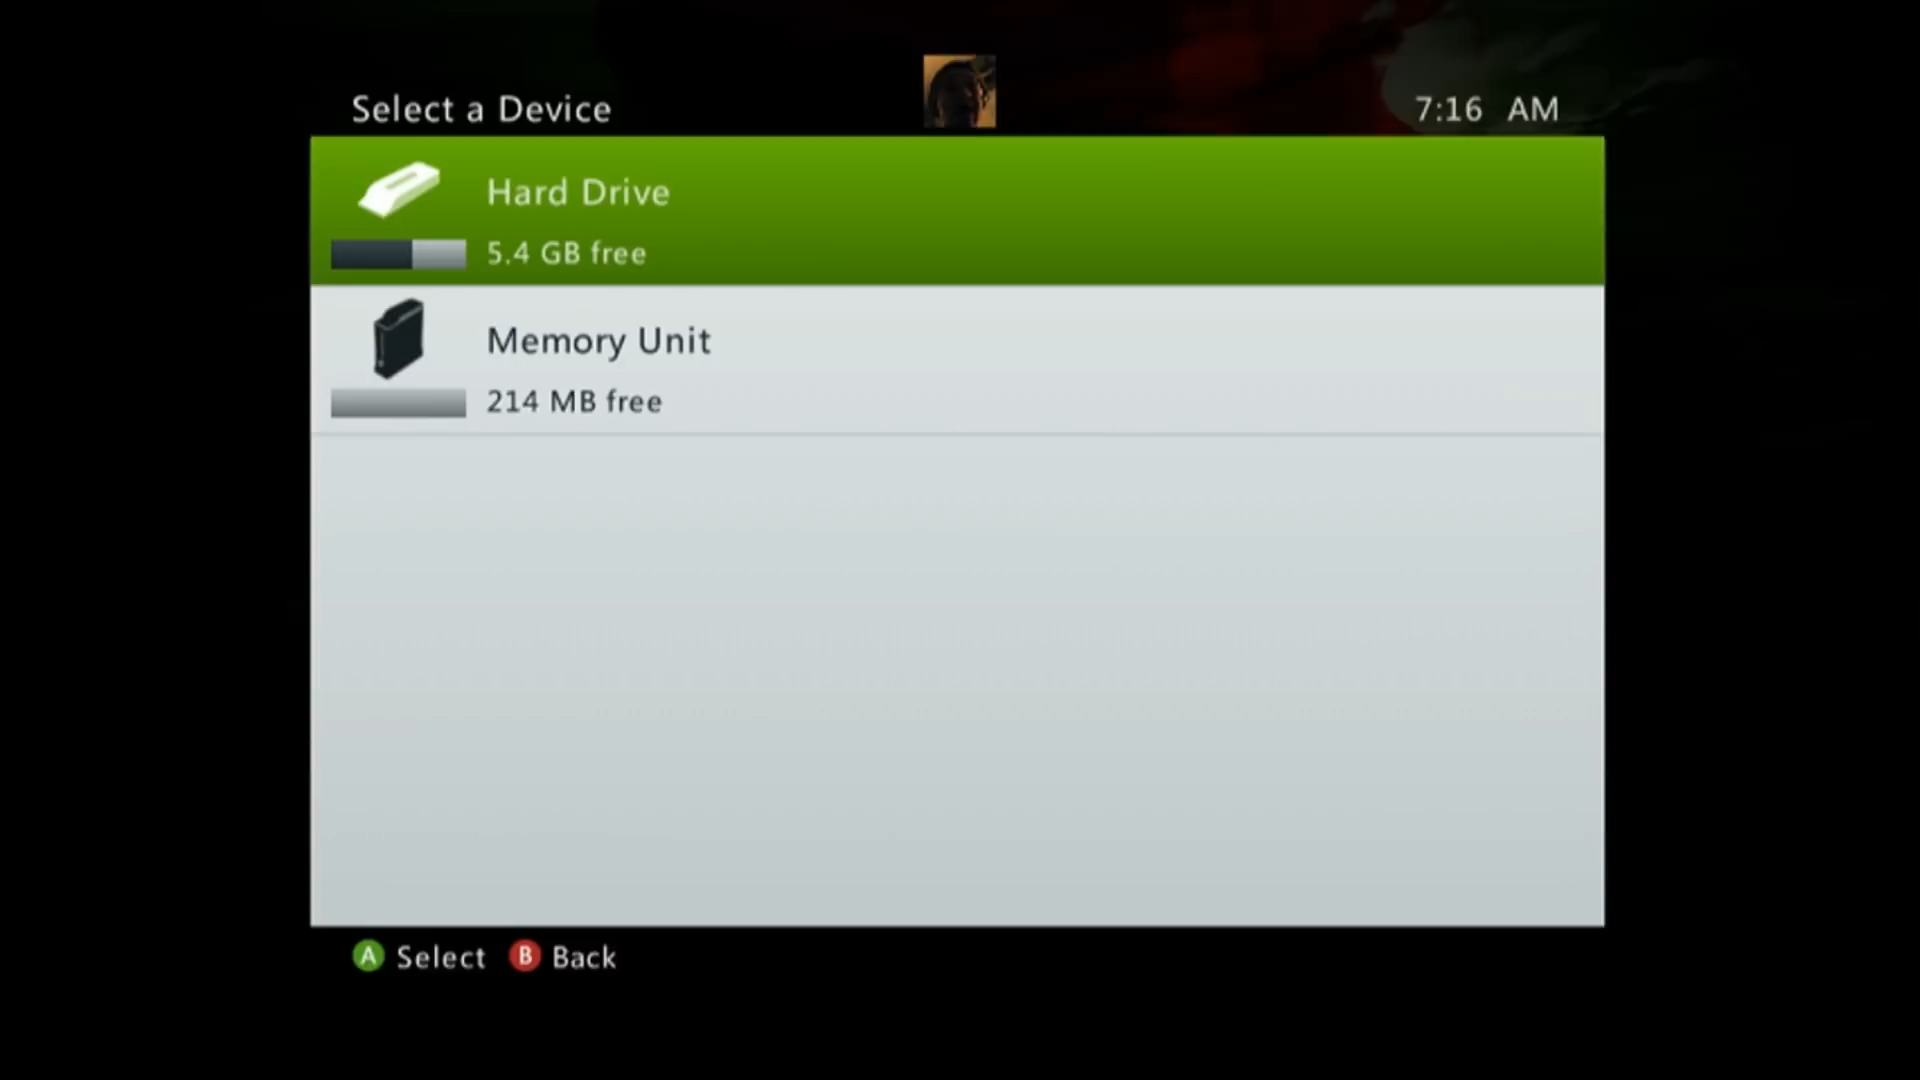 Select a Device
7:16 AM
Hard Drive
5.4 GB free
Memory Unit
214 MB free
A Select B Back